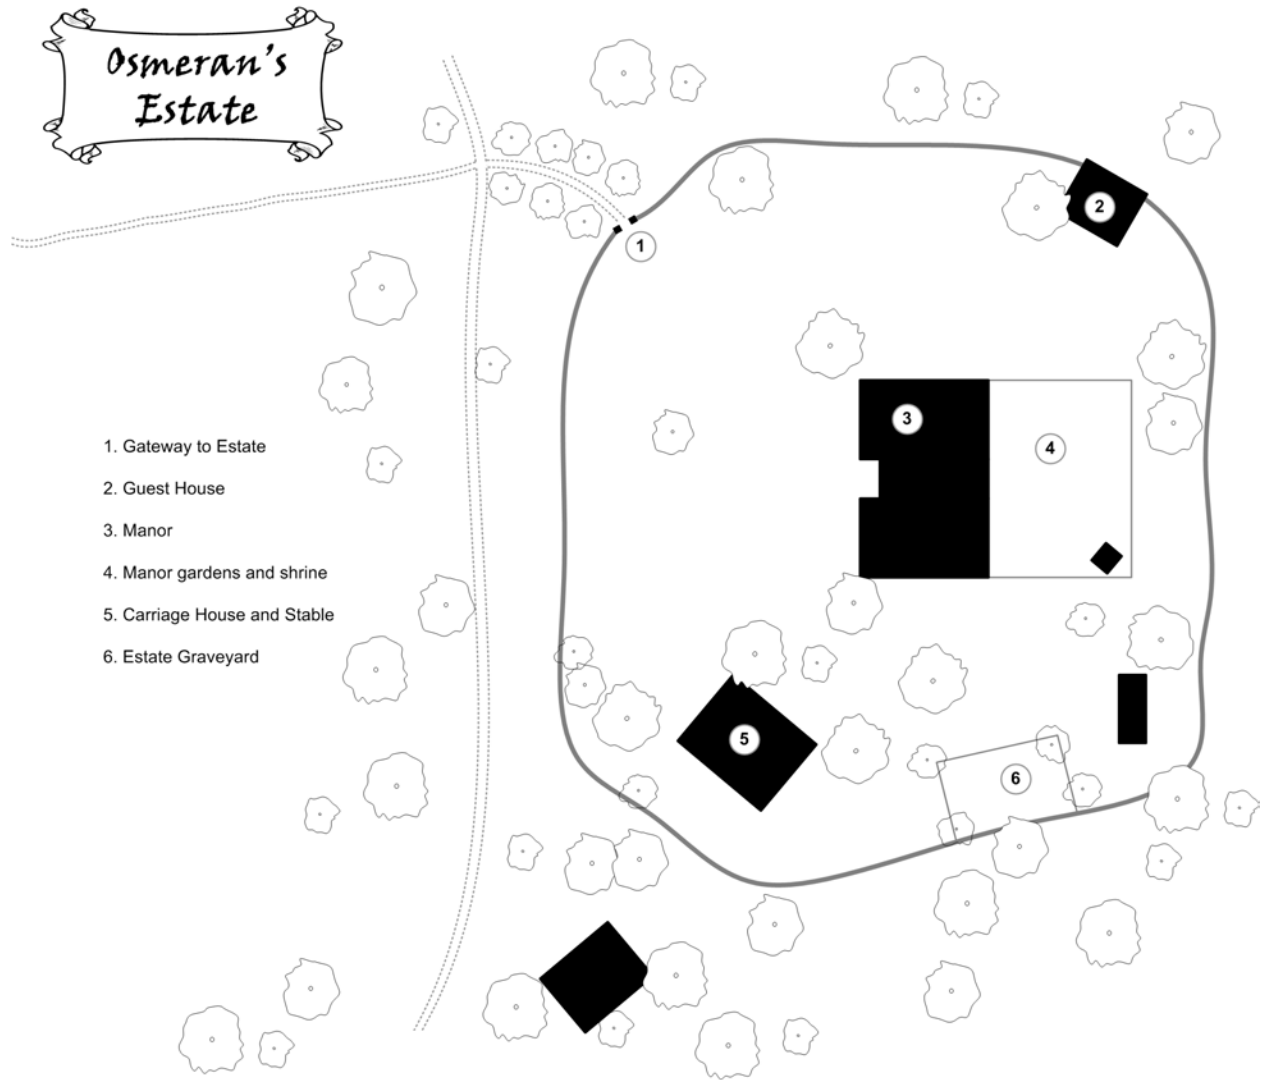 Osmeran's
Estate
1
2
3
4
1. Gateway to Estate
2. Guest House
3. Manor
4. Manor gardens and shrine
5. Carriage House and Stable
6. Estate Graveyard
5
6